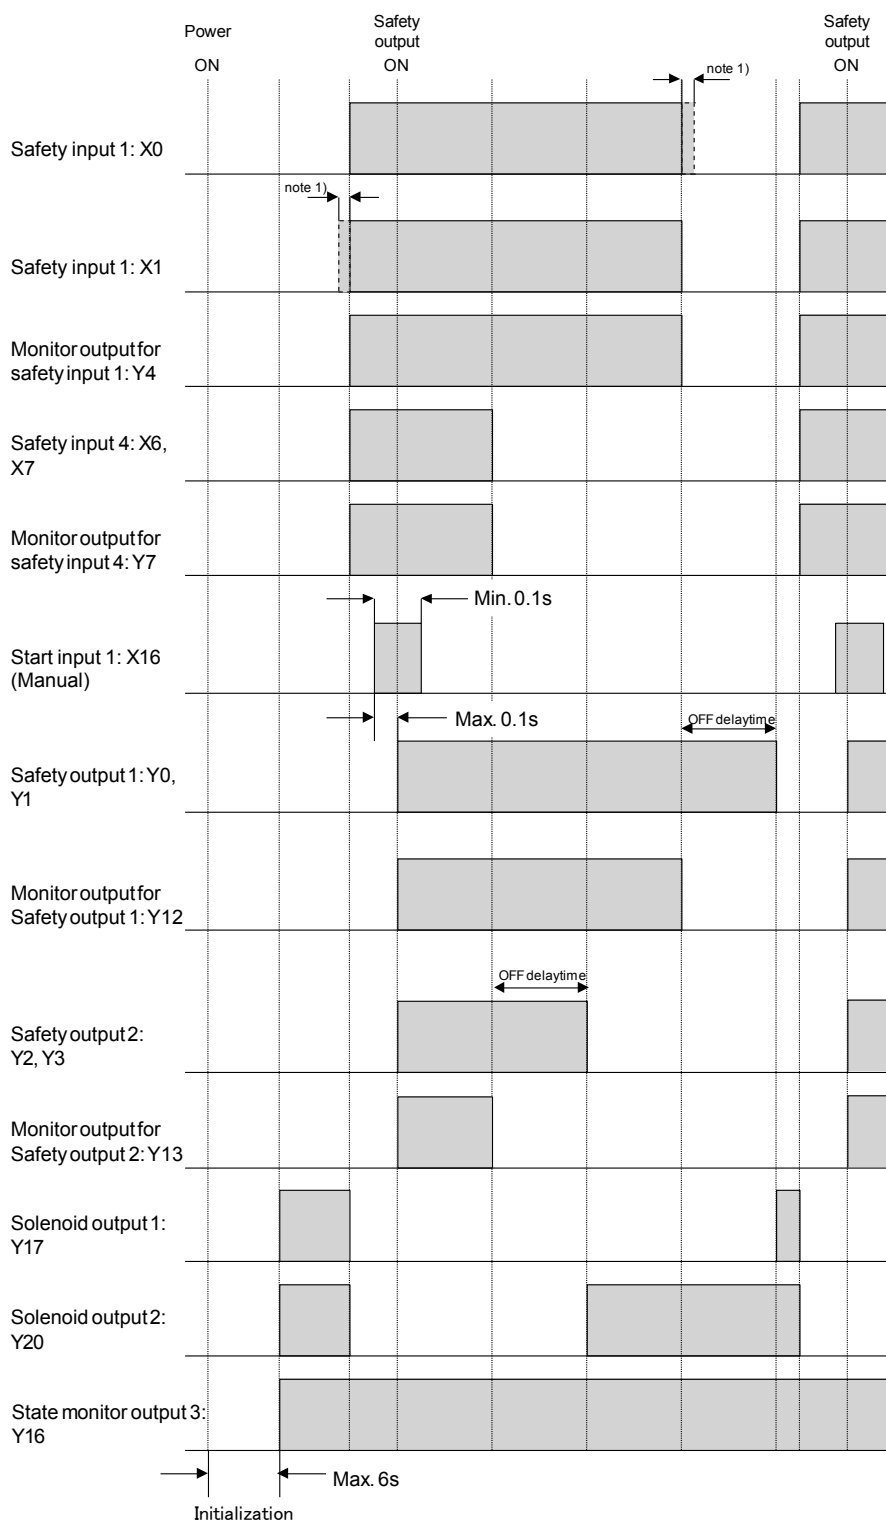 Power
ON
Safety
output
ON
Safety
output
ON
note 1)
Safety input 1: X0
note 1)
Safety input 1: X1
Monitor output for
safety input 1: Y4
Safety input 4: X6,
X7
Monitor output for
safety input 4: Y7
Min. 0.1s
Start input 1: X16
(Manual)
Max. 0.1s
OFF delay time
Safety output 1: Y0,
Y1
Monitor output for
Safety output 1: Y12
OFF delay time
Safety output 2:
Y2, Y3
Monitor output for
Safety output 2: Y13
Solenoid output 1:
Y17
Solenoid output 2:
Y20
State monitor output 3:
Y16
Max. 6s
Initialization